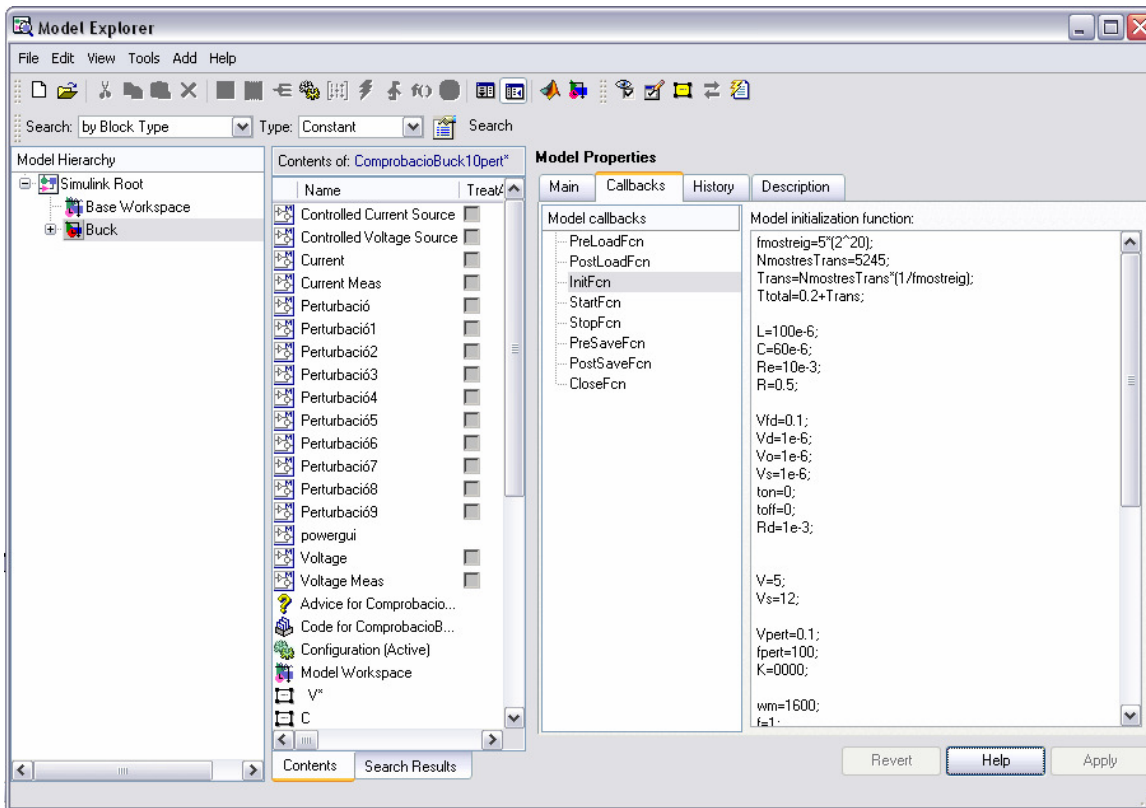 Model Explorer
File Edit View Tools Add Help
Search: by Block Type Type: Constant Search
Model Hierarchy
Simulink Root
Base Workspace
Buck
Contents of: ComprobacioBuck10pert*
Name TreatA
Controlled Current Source
Controlled Voltage Source
Current
Current Meas
Perturbació
Perturbació1
Perturbació2
Perturbació3
Perturbació4
Perturbació5
Perturbació6
Perturbació7
Perturbació8
Perturbació9
powergui
Voltage
Voltage Meas
Advice for Comprobacio...
Code for ComprobacioB...
Configuration (Active)
Model Workspace
V*
C
Contents Search Results
Model Properties
Main Callbacks History Description
Model callbacks
PreLoadFcn
PostLoadFcn
InitFcn
StartFcn
StopFcn
PreSaveFcn
PostSaveFcn
CloseFcn
Model initialization function:
fmostreig=5*(2^20);
NmostresTrans=5245;
Trans=NmostresTrans*(1/fmostreig);
Ttotal=0.2+Trans;
L=100e-6;
C=60e-6;
Re=10e-3;
R=0.5;
Vfd=0.1;
Vd=1e-6;
Vo=1e-6;
Vs=1e-6;
ton=0;
toff=0;
Rd=1e-3;
V=5;
Vs=12;
Vpert=0.1;
fpert=100;
K=0000;
wm=1600;
f=1;
Revert Help Apply